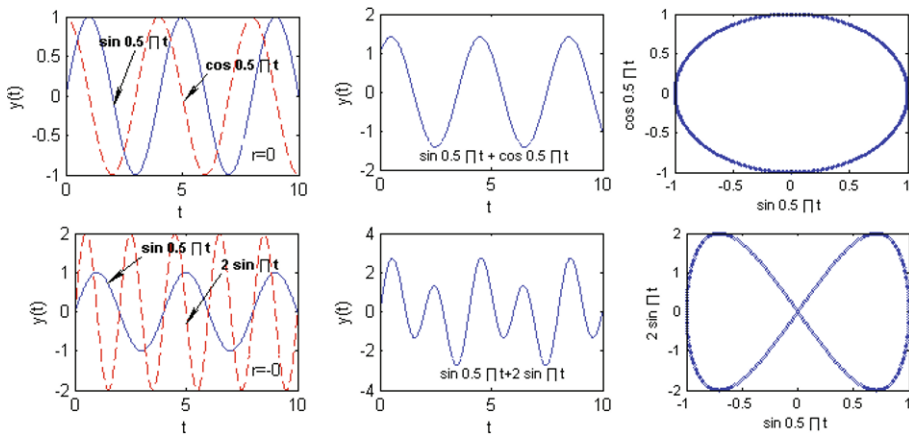 1
0.5
0
-0.5
-1
y(t)
sin 0.5 ∏ t
cos 0.5 ∏ t
r=0
0 5 10
t
2
1
0
-1
-2
y(t)
sin 0.5 ∏ t + cos 0.5 ∏ t
0 5 10
t
1
0.5
0
-0.5
-1
cos 0.5 ∏ t
-1 -0.5 0 0.5 1
sin 0.5 ∏ t
2
1
0
-1
-2
y(t)
sin 0.5 ∏ t
2 sin ∏ t
r=-0
0 5 10
t
4
2
0
-2
-4
y(t)
sin 0.5 ∏ t+2 sin ∏ t
0 5 10
t
2
1
0
-1
-2
2 sin ∏ t
-1 -0.5 0 0.5 1
sin 0.5 ∏ t